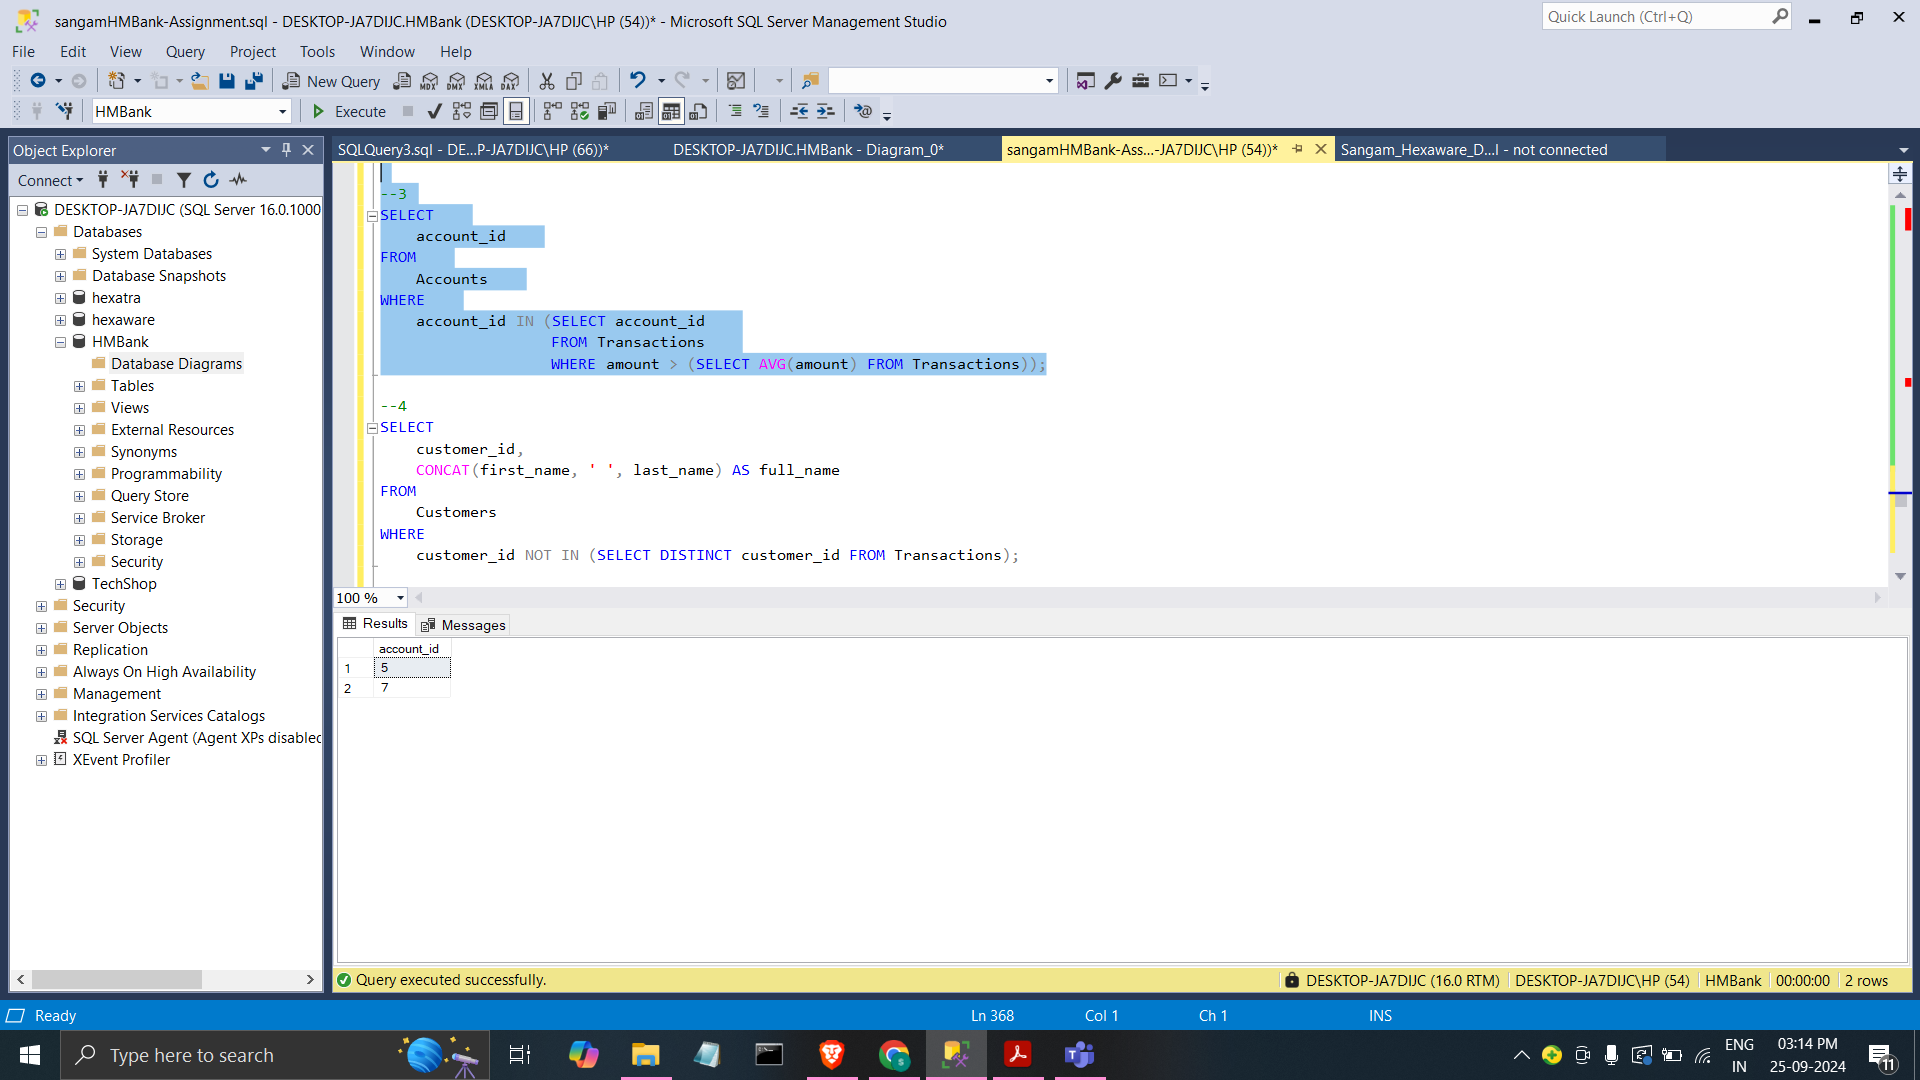 sangamHMBank-Assignment.sql - DESKTOP-JA7DIJC.HMBank (DESKTOP-JA7DIJC\HP (54))* - Microsoft SQL Server Management Studio
Quick Launch (Ctrl+Q)
File Edit View Query Project Tools Window Help
New Query MDX DMX XMLA DAX
HMBank Execute
Object Explorer
SQLQuery3.sql - DE...P-JA7DIJC\HP (66))* DESKTOP-JA7DIJC.HMBank - Diagram_0* sangamHMBank-Ass...-JA7DIJC\HP (54))* Sangam_Hexaware_D...l - not connected
Connect
DESKTOP-JA7DIJC (SQL Server 16.0.1000
Databases
System Databases
Database Snapshots
hexatra
hexaware
HMBank
Database Diagrams
Tables
Views
External Resources
Synonyms
Programmability
Query Store
Service Broker
Storage
Security
TechShop
Security
Server Objects
Replication
Always On High Availability
Management
Integration Services Catalogs
SQL Server Agent (Agent XPs disabled
XEvent Profiler
--3
SELECT
account_id
FROM
Accounts
WHERE
account_id IN (SELECT account_id
FROM Transactions
WHERE amount > (SELECT AVG(amount) FROM Transactions));
--4
SELECT
customer_id,
CONCAT(first_name, ' ', last_name) AS full_name
FROM
Customers
WHERE
customer_id NOT IN (SELECT DISTINCT customer_id FROM Transactions);
100 %
Results Messages
account_id
1 5
2 7
Query executed successfully.
DESKTOP-JA7DIJC (16.0 RTM) DESKTOP-JA7DIJC\HP (54) HMBank 00:00:00 2 rows
Ready Ln 368 Col 1 Ch 1 INS
Type here to search
ENG
IN
03:14 PM
25-09-2024
11